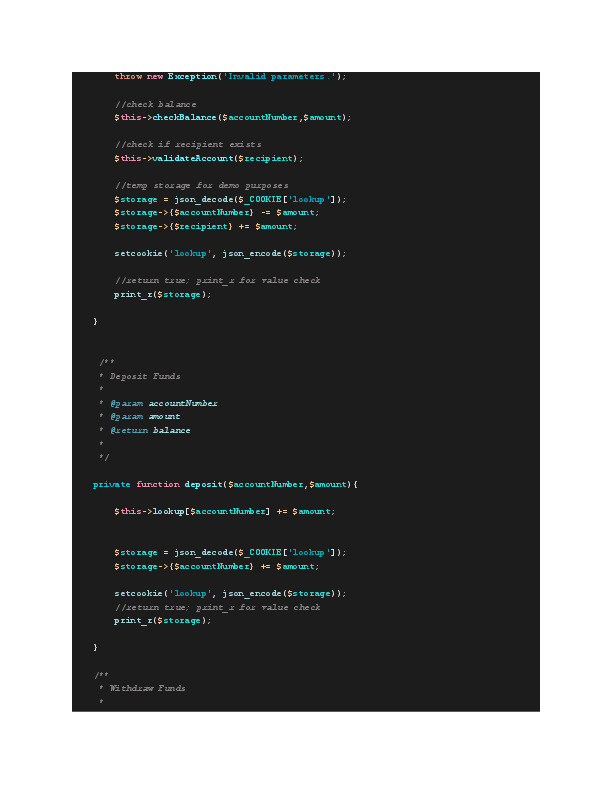 throw new Exception('Invalid parameters.');
//check balance
$this->checkBalance($accountNumber,$amount);
//check if recipient exists
$this->validateAccount($recipient);
//temp storage for demo purposes
$storage = json_decode($_COOKIE['lookup']);
$storage->{$accountNumber} -= $amount;
$storage->{$recipient} += $amount;
setcookie('lookup', json_encode($storage));
//return true; print_r for value check
print_r($storage);
}
/**
* Deposit Funds
*
* @param accountNumber
* @param amount
* @return balance
*
*/
private function deposit($accountNumber,$amount){
$this->lookup[$accountNumber] += $amount;
$storage = json_decode($_COOKIE['lookup']);
$storage->{$accountNumber} += $amount;
setcookie('lookup', json_encode($storage));
//return true; print_r for value check
print_r($storage);
}
/**
* Withdraw Funds
*